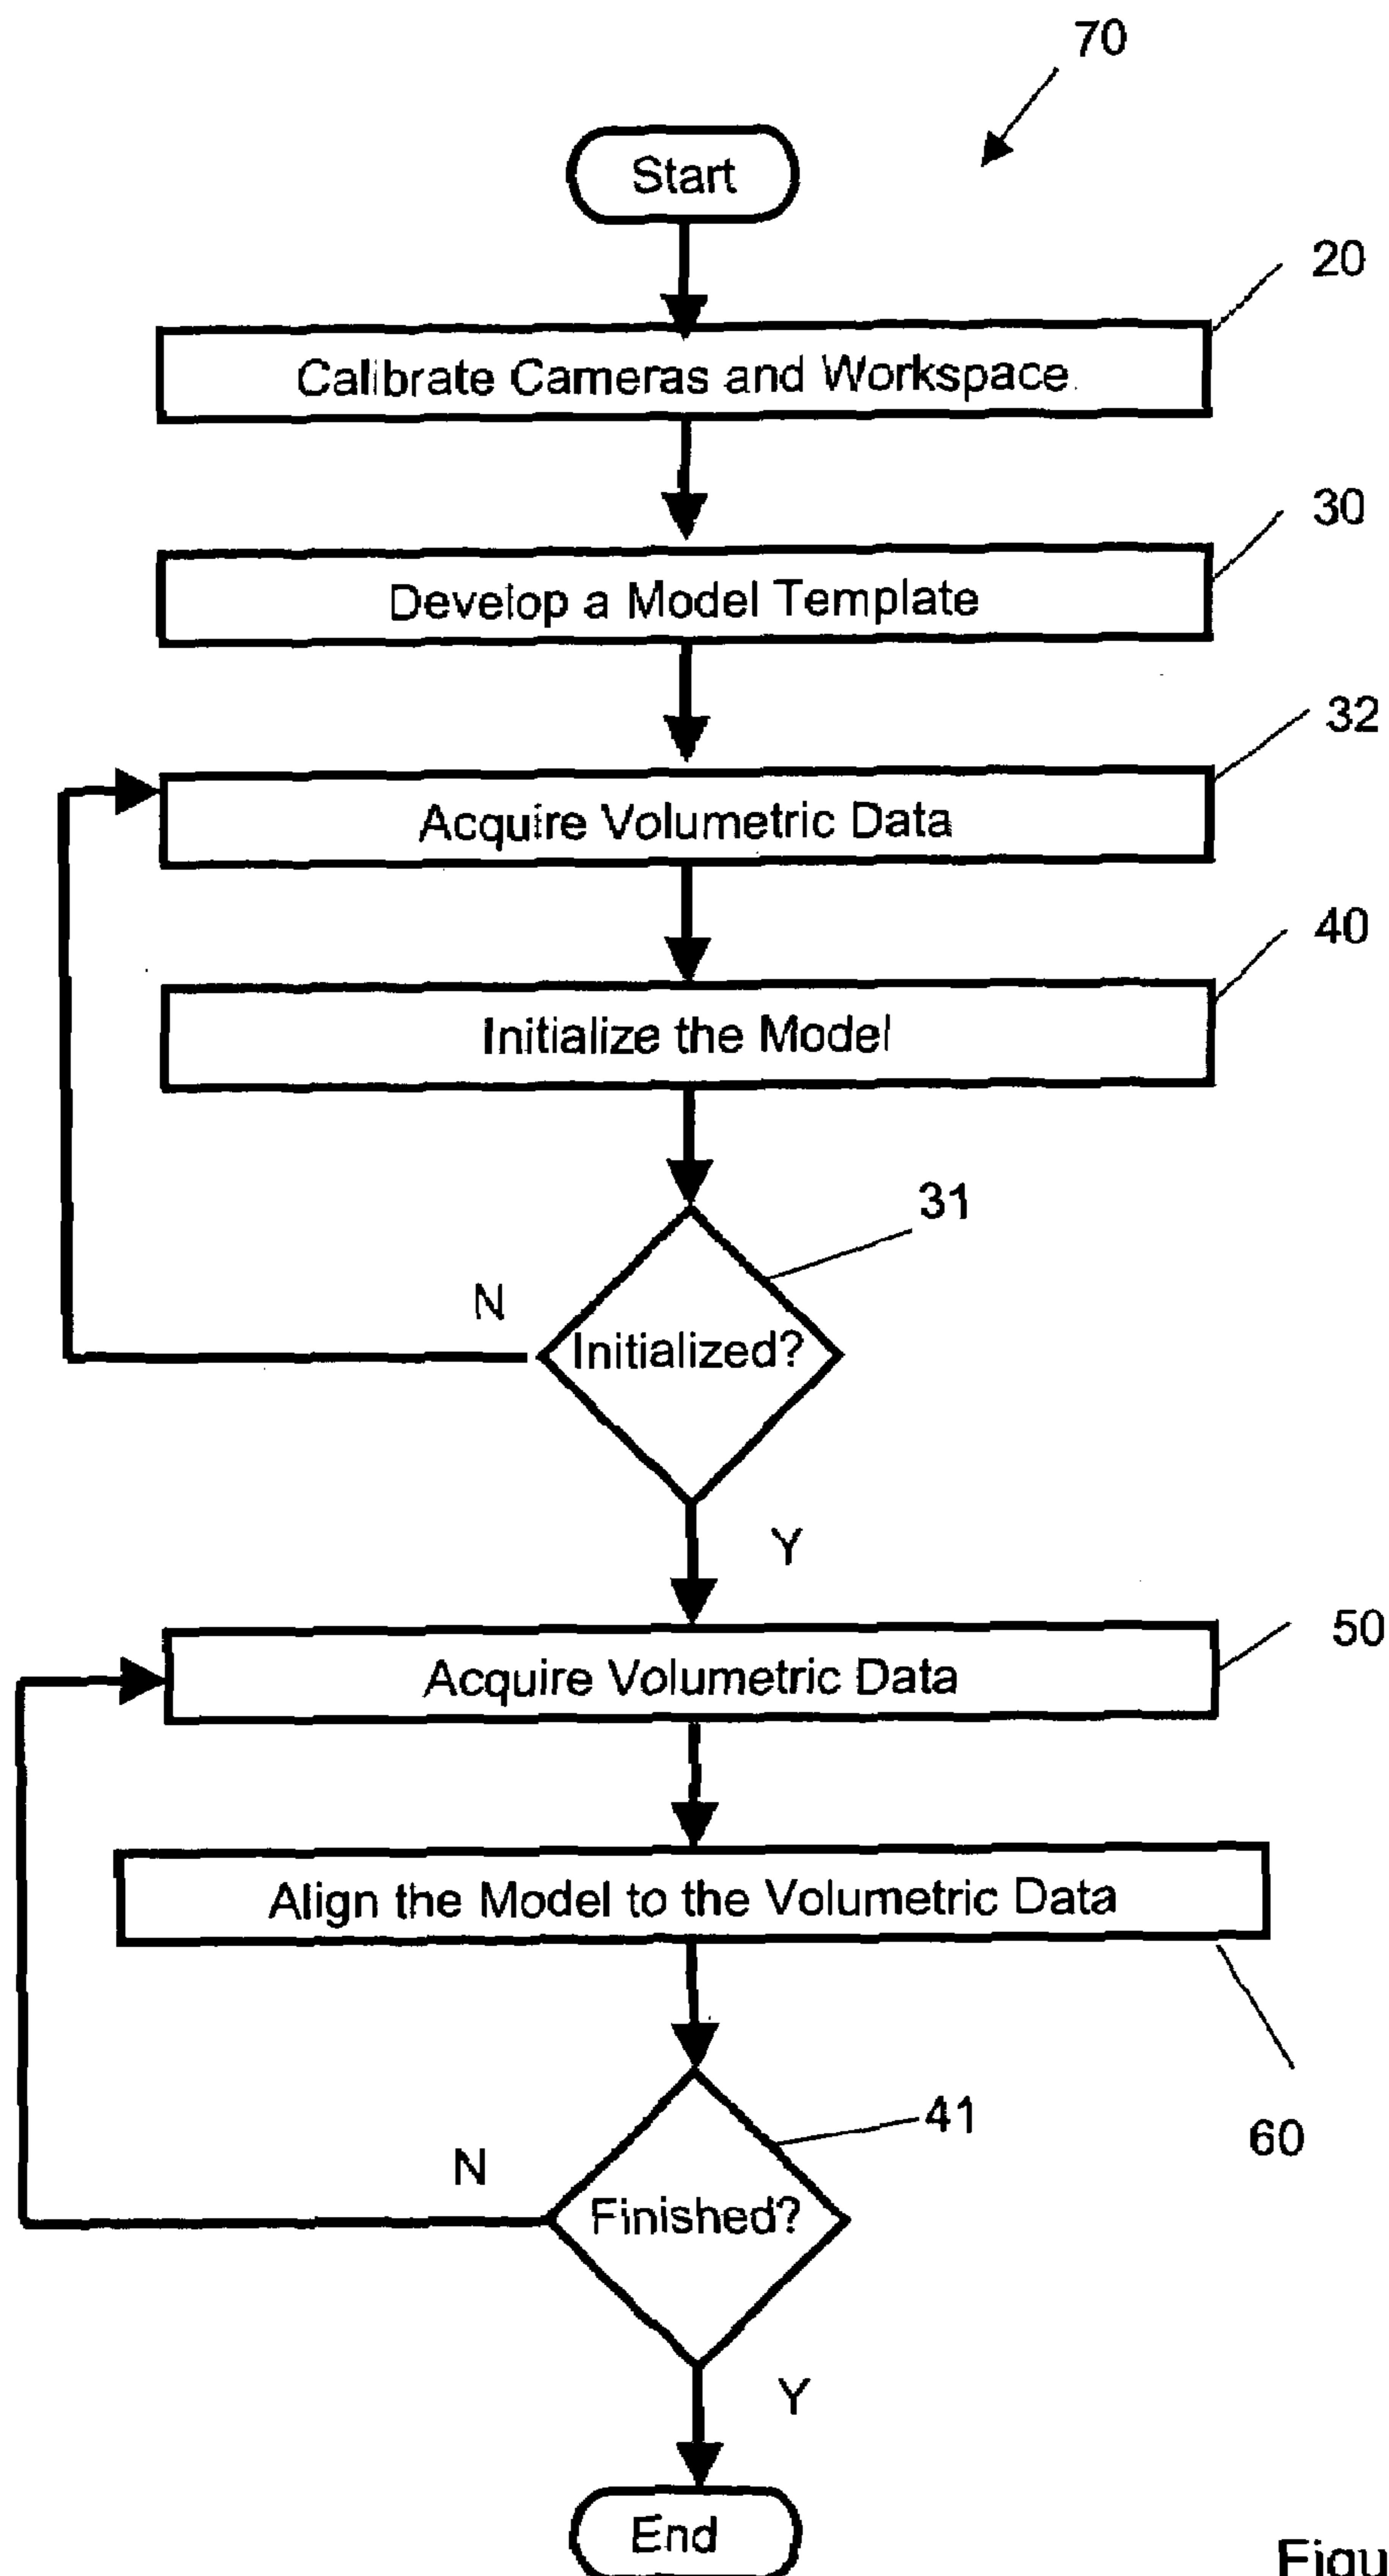 70
Start
20
Calibrate Cameras and Workspace
30
Develop a Model Template
32
Acquire Volumetric Data
40
Initialize the Model
31
N
Initialized?
Y
50
Acquire Volumetric Data
Align the Model to the Volumetric Data
41
60
N
Finished?
Y
End